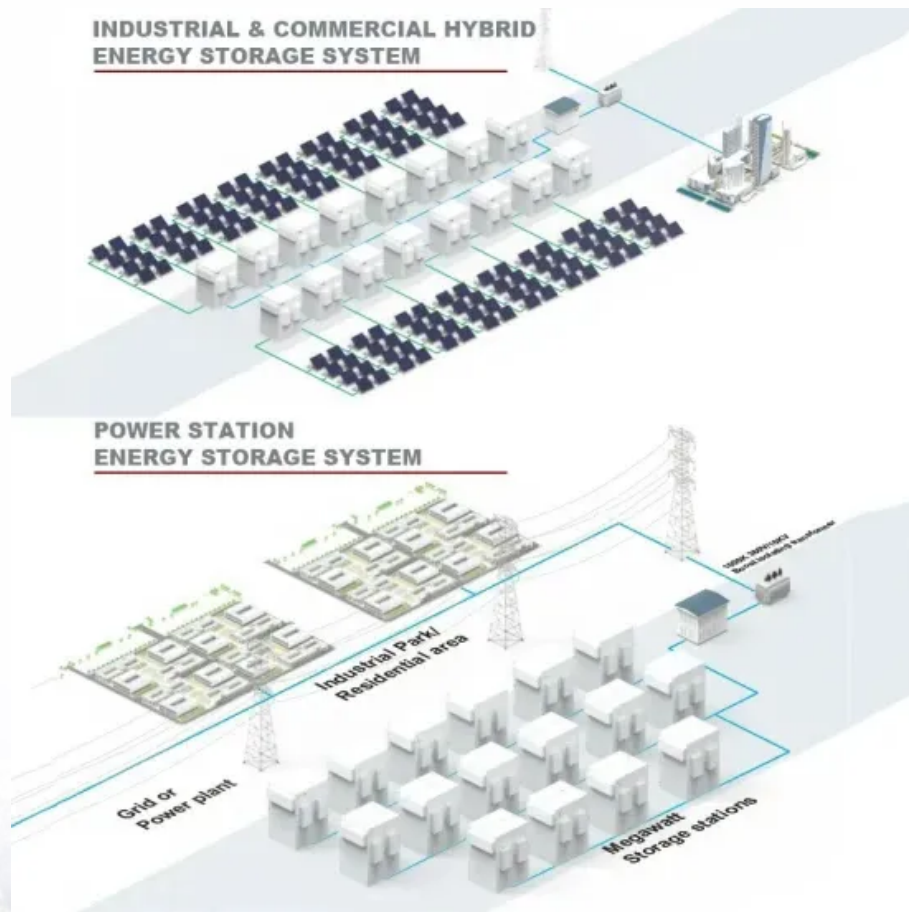 INDUSTRIAL & COMMERCIAL HYBRID
ENERGY STORAGE SYSTEM
POWER STATION
ENERGY STORAGE SYSTEM
Industrial Park/
Residential area
Grid or
Power plant
Megawatt
Storage stations